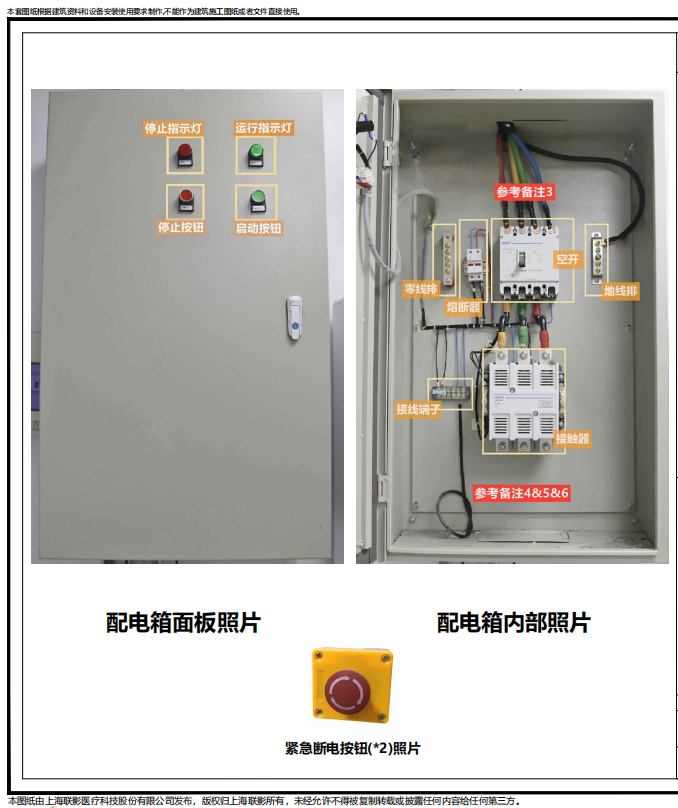 本套图纸根据建筑资料和设备安装使用要求制作,不能作为建筑施工图纸或者文件直接使用。
停止指示灯
运行指示灯
停止按钮
启动按钮
参考备注3
空开
零线排
熔断器
地线排
接线端子
接触器
参考备注4&5&6
配电箱面板照片
配电箱内部照片
紧急断电按钮(*2)照片
本图纸由上海联影医疗科技股份有限公司发布，版权归上海联影所有，未经允许不得被复制转载或披露任何内容给任何第三方。